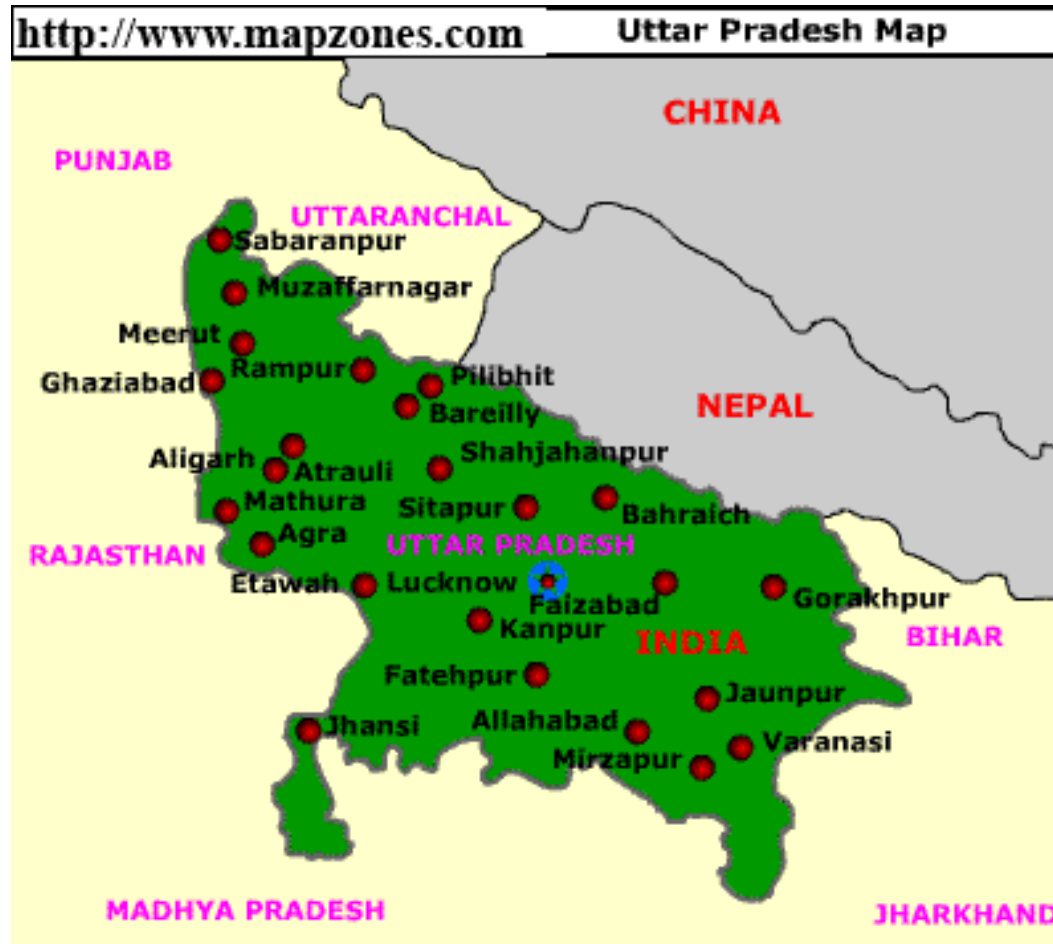 http://www.mapzones.com
Uttar Pradesh Map
CHINA
PUNJAB
UTTARANCHAL
Sabaranpur
Muzaffarnagar
Meerut
Rampur
Ghaziabad
Pilibhit
NEPAL
Bareilly
Shahjahanpur
Aligarh
Atrauli
Mathura
Sitapur
Bahraich
Agra
UTTAR PRADESH
RAJASTHAN
Etawah
Lucknow
Faizabad
Gorakhpur
Kanpur
INDIA
BIHAR
Fatehpur
Jaunpur
Allahabad
Jhansi
Varanasi
Mirzapur
MADHYA PRADESH
JHARKHAND